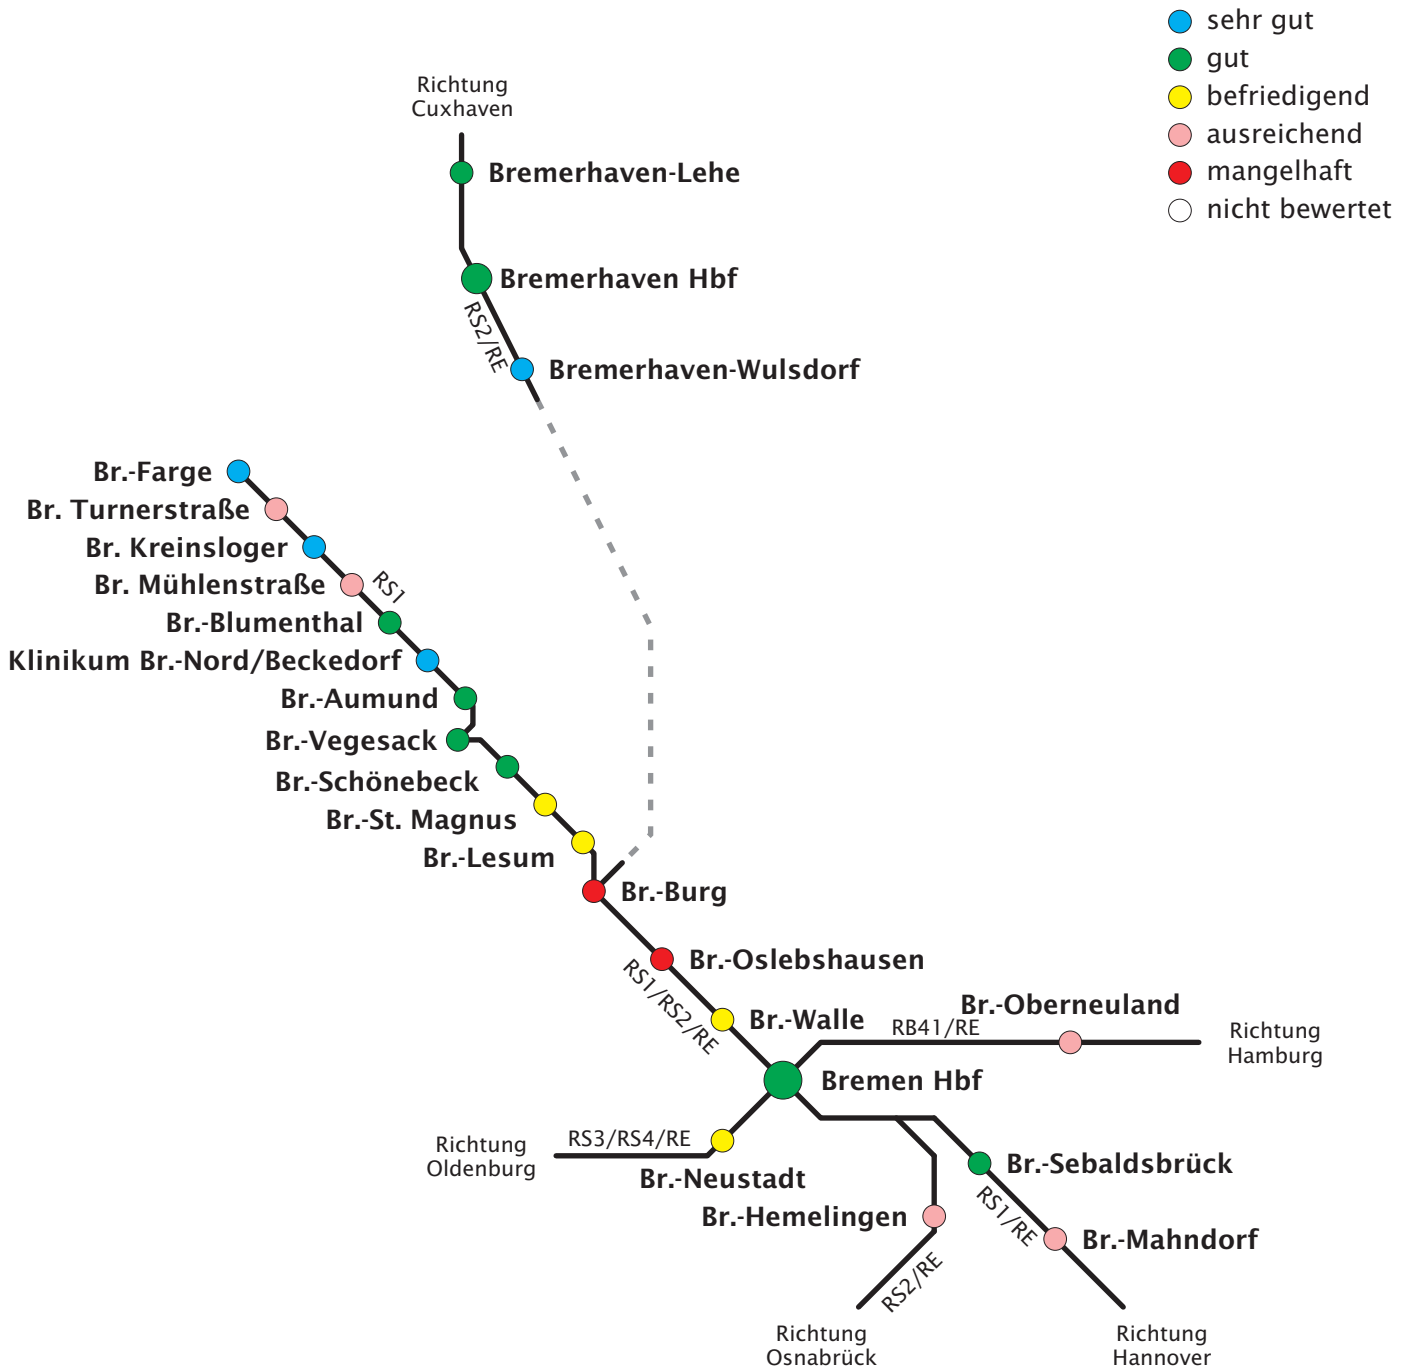 sehr gut
gut
befriedigend
ausreichend
mangelhaft
nicht bewertet
Richtung
Cuxhaven
Bremerhaven-Lehe
Bremerhaven Hbf
RS2/RE
Bremerhaven-Wulsdorf
Br.-Farge
Br. Turnerstraße
Br. Kreinsloger
Br. Mühlenstraße
RS1
Br.-Blumenthal
Klinikum Br.-Nord/Beckedorf
Br.-Aumund
Br.-Vegesack
Br.-Schönebeck
Br.-St. Magnus
Br.-Lesum
Br.-Burg
Br.-Oslebshausen
RS1/RS2/RE
Br.-Walle
Br.-Oberneuland
RB41/RE
Richtung
Hamburg
Bremen Hbf
RS3/RS4/RE
Richtung
Oldenburg
Br.-Neustadt
Br.-Sebaldsbrück
Br.-Hemelingen
RS1/RE
Br.-Mahndorf
RS2/RE
Richtung
Osnabrück
Richtung
Hannover